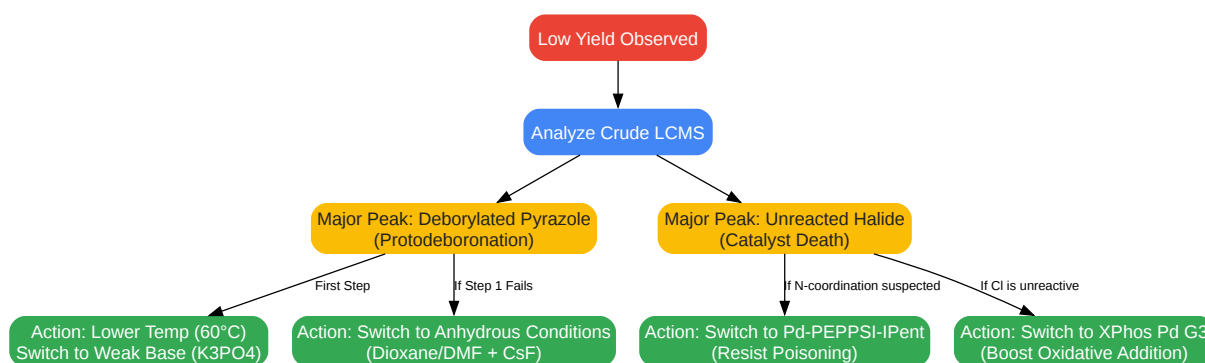 Low Yield Observed
Analyze Crude LCMS
Major Peak: Deborylated Pyrazole
(Protodeboronation)
Major Peak: Unreacted Halide
(Catalyst Death)
First Step
If Step 1 Fails
If N-coordination suspected
If Cl is unreactive
Action: Lower Temp (60°C)
Switch to Weak Base (K3PO4)
Action: Switch to Anhydrous Conditions
(Dioxane/DMF + CsF)
Action: Switch to Pd-PEPPSI-IPent
(Resist Poisoning)
Action: Switch to XPhos Pd G3
(Boost Oxidative Addition)